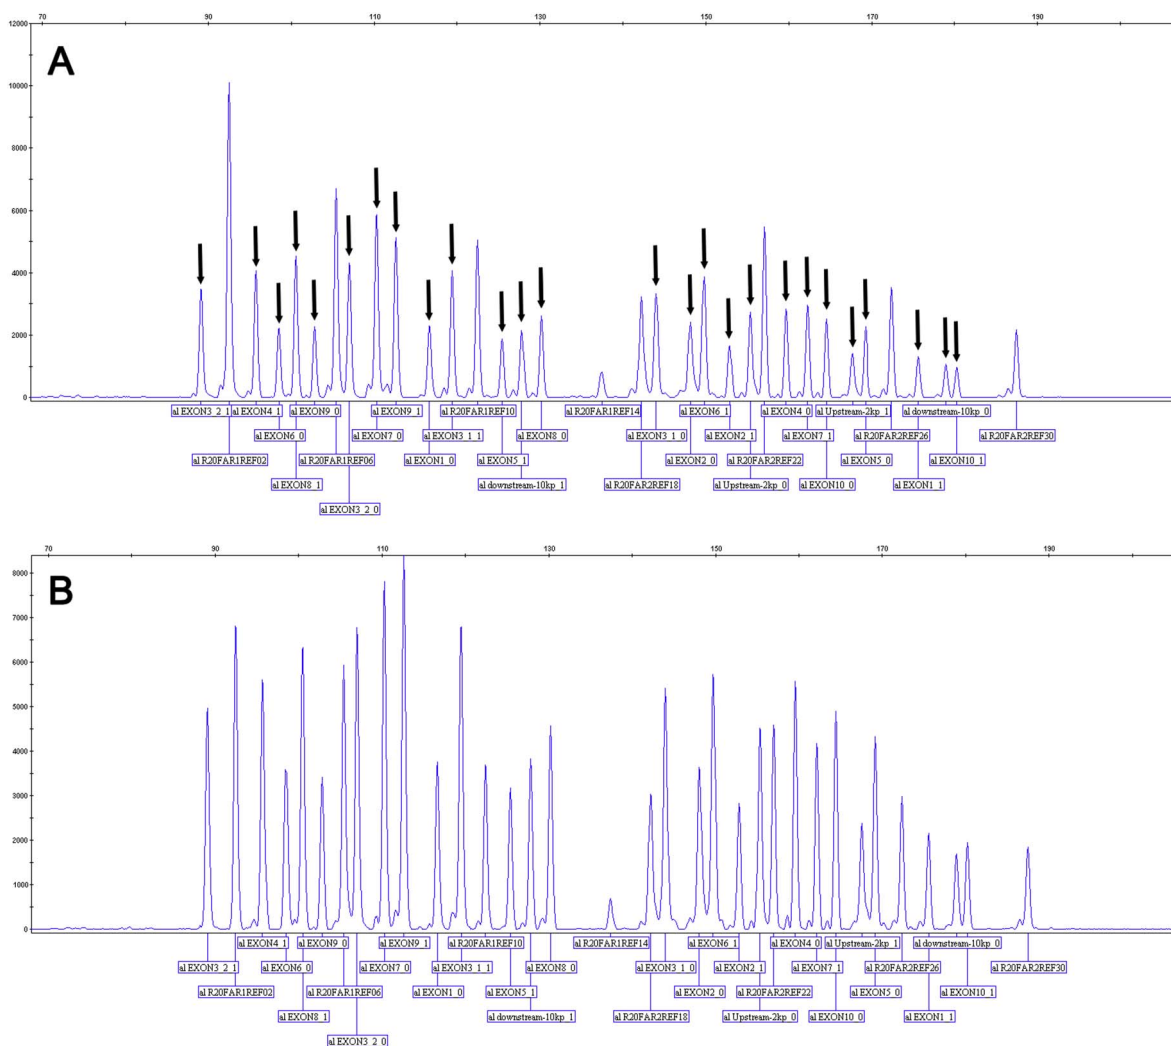 70 90 110 130 150 170 190
12000
A
10000
8000
6000
4000
2000
0
al EXON3_2_1 al EXON4_1 al EXON9_0 al EXON9_1 al R20FAR1REF10 al R20FAR1REF14 al EXON6_1 al EXON4_0 al Upstream-2kp_1 al downstream-10kp_0 al R20FAR2REF30
al EXON6_0 al R20FAR1REF06 al EXON7_0 al EXON1_0 al EXON3_1_1 al EXON8_0 al EXON3_1_0 al EXON2_1 al EXON7_1 al R20FAR2REF26 al EXON10_1
al R20FAR1REF02 al EXON5_1 al EXON2_0 al R20FAR2REF22 al EXON5_0
al EXON8_1 al downstream-10kp_1 al R20FAR2REF18 al Upstream-2kp_0 al EXON10_0 al EXON1_1
al EXON3_2_0
70 90 110 130 150 170 190
B
8000
7000
6000
5000
4000
3000
2000
1000
0
al EXON4_1 al EXON9_0 al EXON9_1 al R20FAR1REF10 al R20FAR1REF14 al EXON6_1 al EXON4_0 al Upstream-2kp_1 al downstream-10kp_0
al EXON3_2_1 al EXON6_0 al EXON7_0 al EXON3_1_1 al EXON8_0 al EXON3_1_0 al EXON2_1 al EXON7_1 al R20FAR2REF26 al R20FAR2REF30
al R20FAR1REF02 al R20FAR1REF06 al EXON1_0 al EXON5_1 al EXON2_0 al R20FAR2REF22 al EXON5_0 al EXON10_1
al EXON8_1 al downstream-10kp_1 al R20FAR2REF18 al Upstream-2kp_0 al EXON10_0 al EXON1_1
al EXON3_2_0